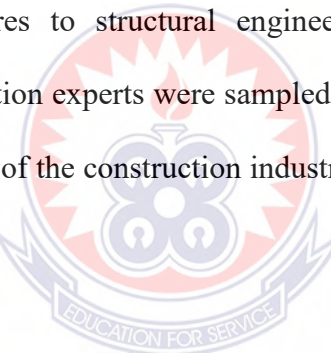 res to structural enginee
tion experts were sampled
of the construction industr
EDUCATION FOR SERVICE